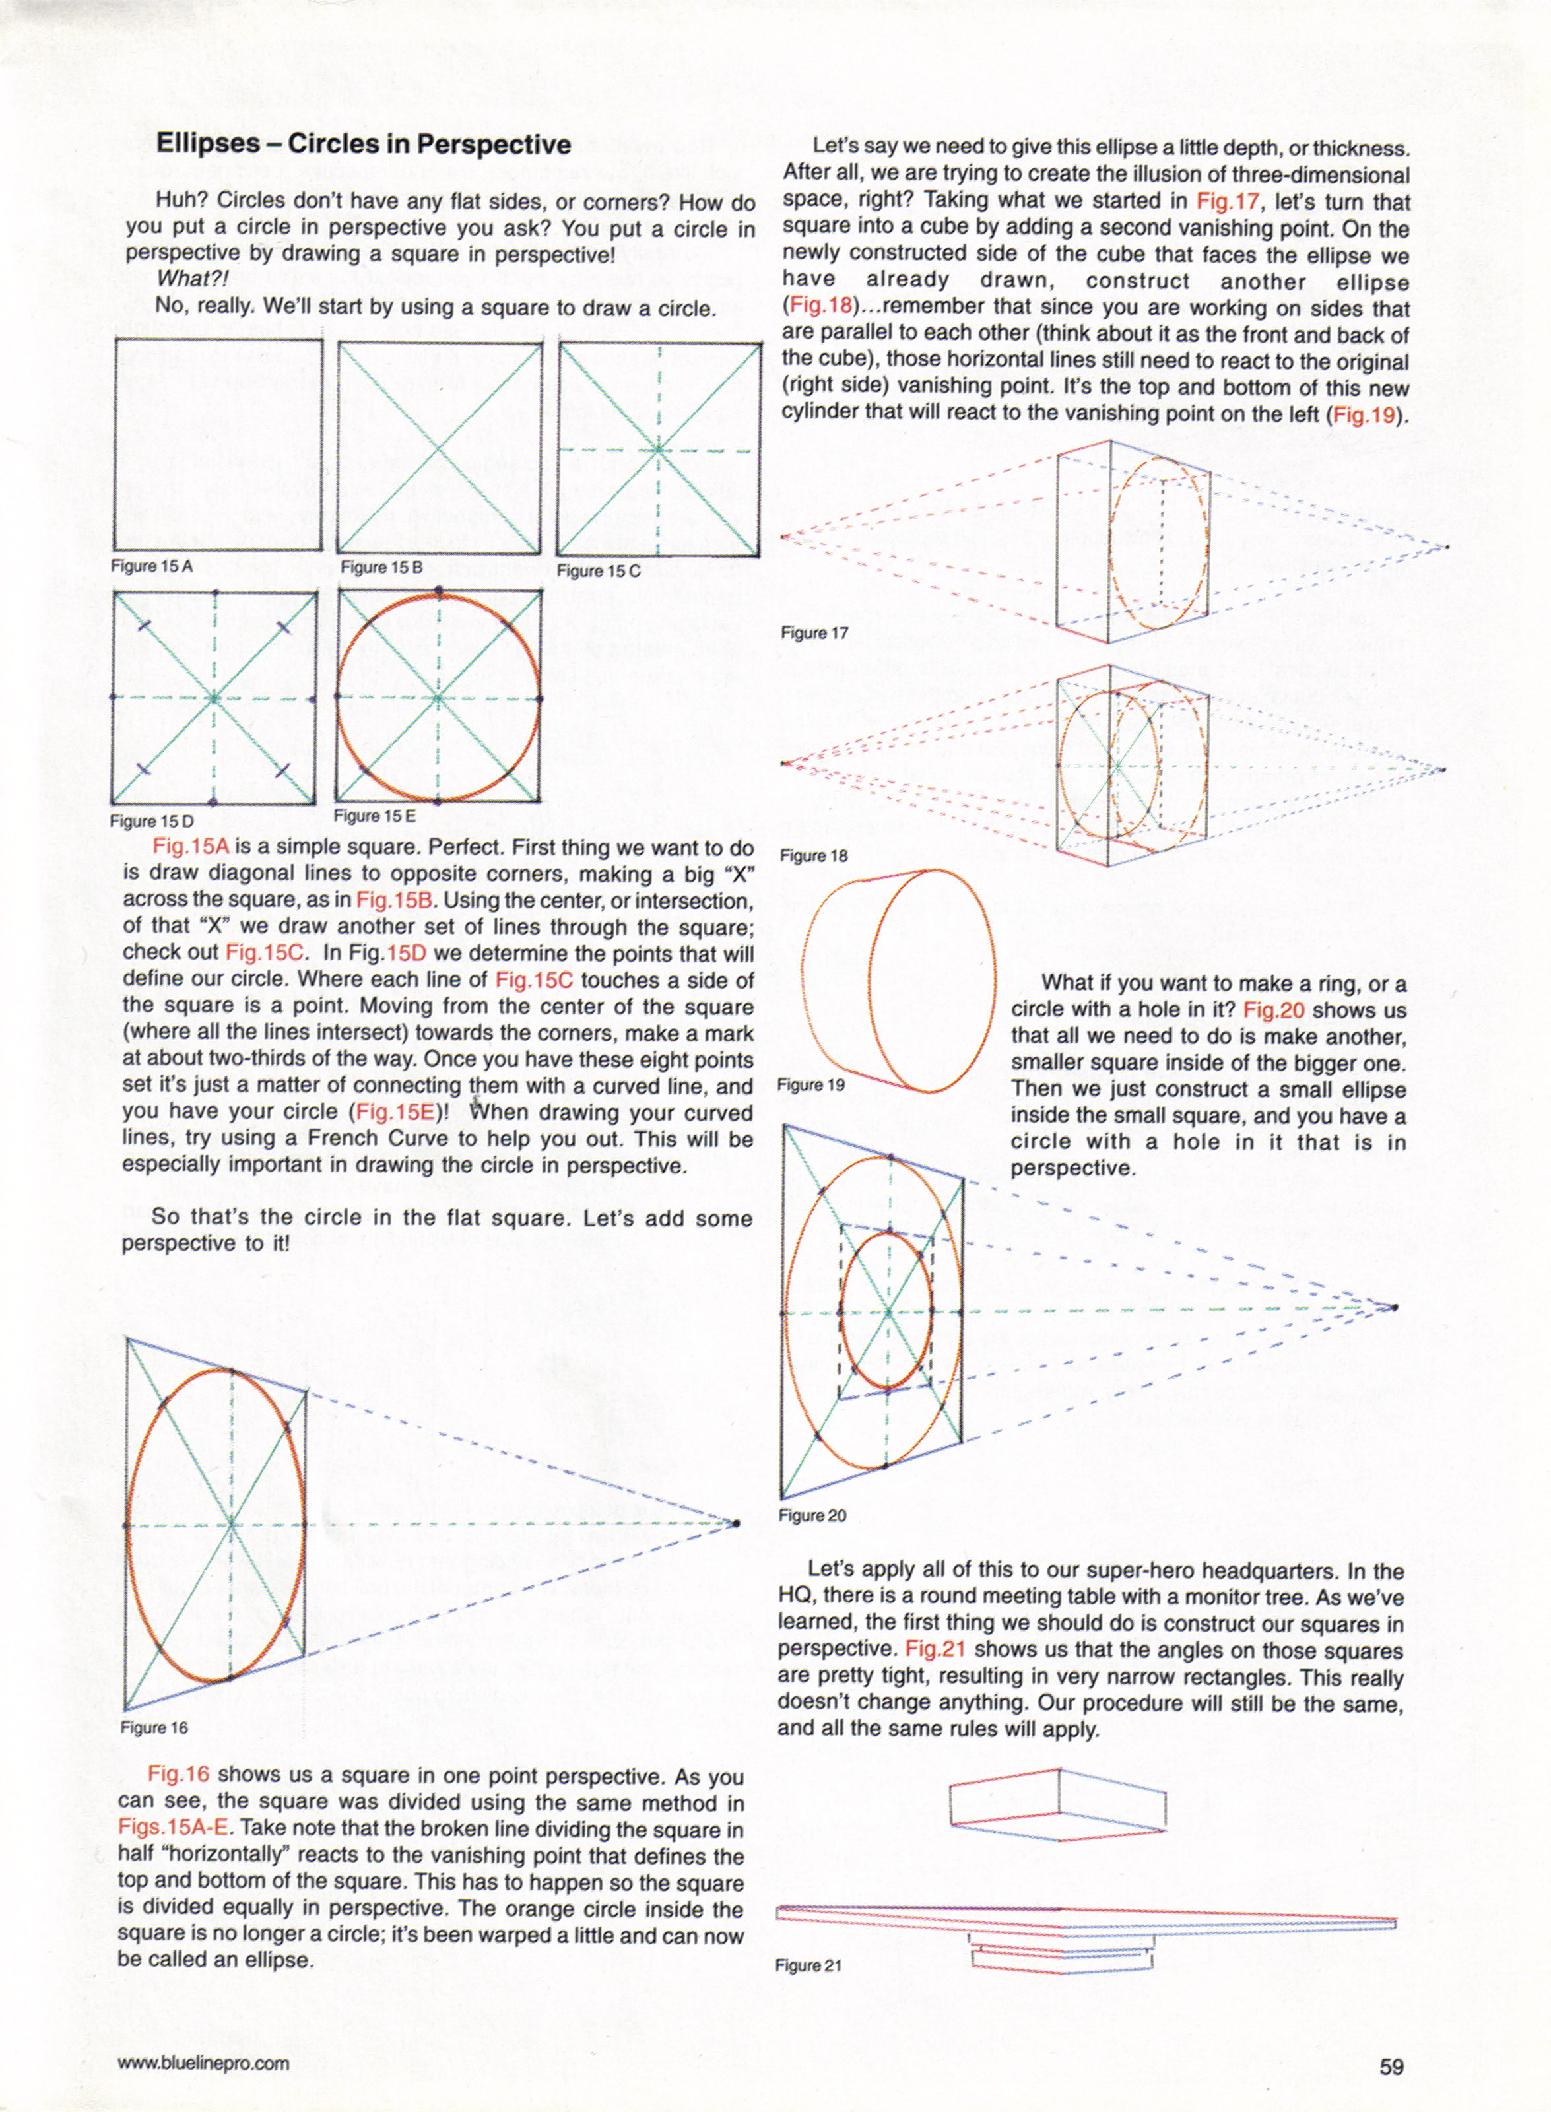 Ellipses – Circles in Perspective
Huh? Circles don't have any flat sides, or corners? How do
you put a circle in perspective you ask? You put a circle in
perspective by drawing a square in perspective!
What?!
No, really. We'll start by using a square to draw a circle.
Figure 15 A
Figure 15 B
Figure 15 C
Figure 15 D
Figure 15 E
Fig.15A is a simple square. Perfect. First thing we want to do
is draw diagonal lines to opposite corners, making a big “X”
across the square, as in Fig.15B. Using the center, or intersection,
of that “X” we draw another set of lines through the square;
check out Fig.15C. In Fig.15D we determine the points that will
define our circle. Where each line of Fig.15C touches a side of
the square is a point. Moving from the center of the square
(where all the lines intersect) towards the corners, make a mark
at about two-thirds of the way. Once you have these eight points
set it's just a matter of connecting them with a curved line, and
you have your circle (Fig.15E)! When drawing your curved
lines, try using a French Curve to help you out. This will be
especially important in drawing the circle in perspective.
So that's the circle in the flat square. Let's add some
perspective to it!
Figure 16
Fig.16 shows us a square in one point perspective. As you
can see, the square was divided using the same method in
Figs.15A-E. Take note that the broken line dividing the square in
half “horizontally” reacts to the vanishing point that defines the
top and bottom of the square. This has to happen so the square
is divided equally in perspective. The orange circle inside the
square is no longer a circle; it's been warped a little and can now
be called an ellipse.
Let's say we need to give this ellipse a little depth, or thickness.
After all, we are trying to create the illusion of three-dimensional
space, right? Taking what we started in Fig.17, let's turn that
square into a cube by adding a second vanishing point. On the
newly constructed side of the cube that faces the ellipse we
have already drawn, construct another ellipse
(Fig.18)...remember that since you are working on sides that
are parallel to each other (think about it as the front and back of
the cube), those horizontal lines still need to react to the original
(right side) vanishing point. It's the top and bottom of this new
cylinder that will react to the vanishing point on the left (Fig.19).
Figure 17
Figure 18
Figure 19
What if you want to make a ring, or a
circle with a hole in it? Fig.20 shows us
that all we need to do is make another,
smaller square inside of the bigger one.
Then we just construct a small ellipse
inside the small square, and you have a
circle with a hole in it that is in
perspective.
Figure 20
Let's apply all of this to our super-hero headquarters. In the
HQ, there is a round meeting table with a monitor tree. As we've
learned, the first thing we should do is construct our squares in
perspective. Fig.21 shows us that the angles on those squares
are pretty tight, resulting in very narrow rectangles. This really
doesn't change anything. Our procedure will still be the same,
and all the same rules will apply.
Figure 21
www.bluelinepro.com
59